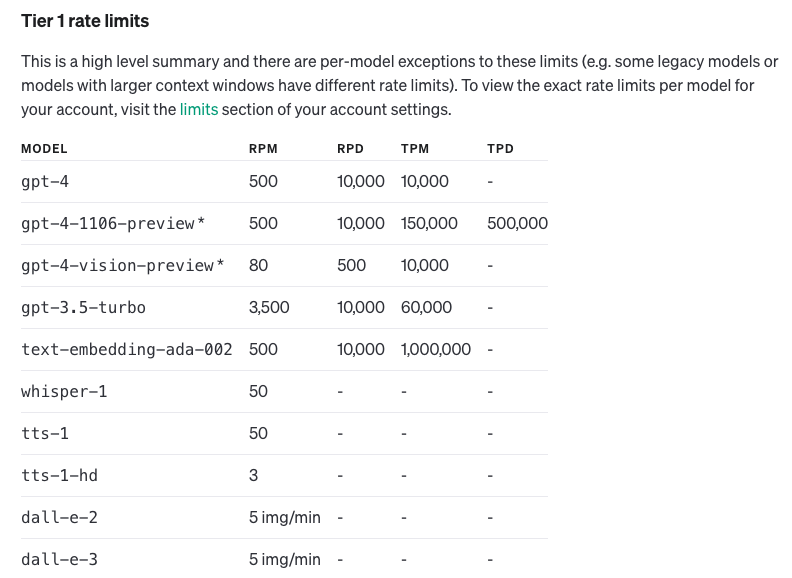 Tier 1 rate limits
This is a high level summary and there are per-model exceptions to these limits (e.g. some legacy models or
models with larger context windows have different rate limits). To view the exact rate limits per model for
your account, visit the limits section of your account settings.
MODEL RPM RPD TPM TPD
gpt-4 500 10,000 10,000 -
gpt-4-1106-preview* 500 10,000 150,000 500,000
gpt-4-vision-preview* 80 500 10,000 -
gpt-3.5-turbo 3,500 10,000 60,000 -
text-embedding-ada-002 500 10,000 1,000,000 -
whisper-1 50 - - -
tts-1 50 - - -
tts-1-hd 3 - - -
dall-e-2 5 img/min - - -
dall-e-3 5 img/min - - -